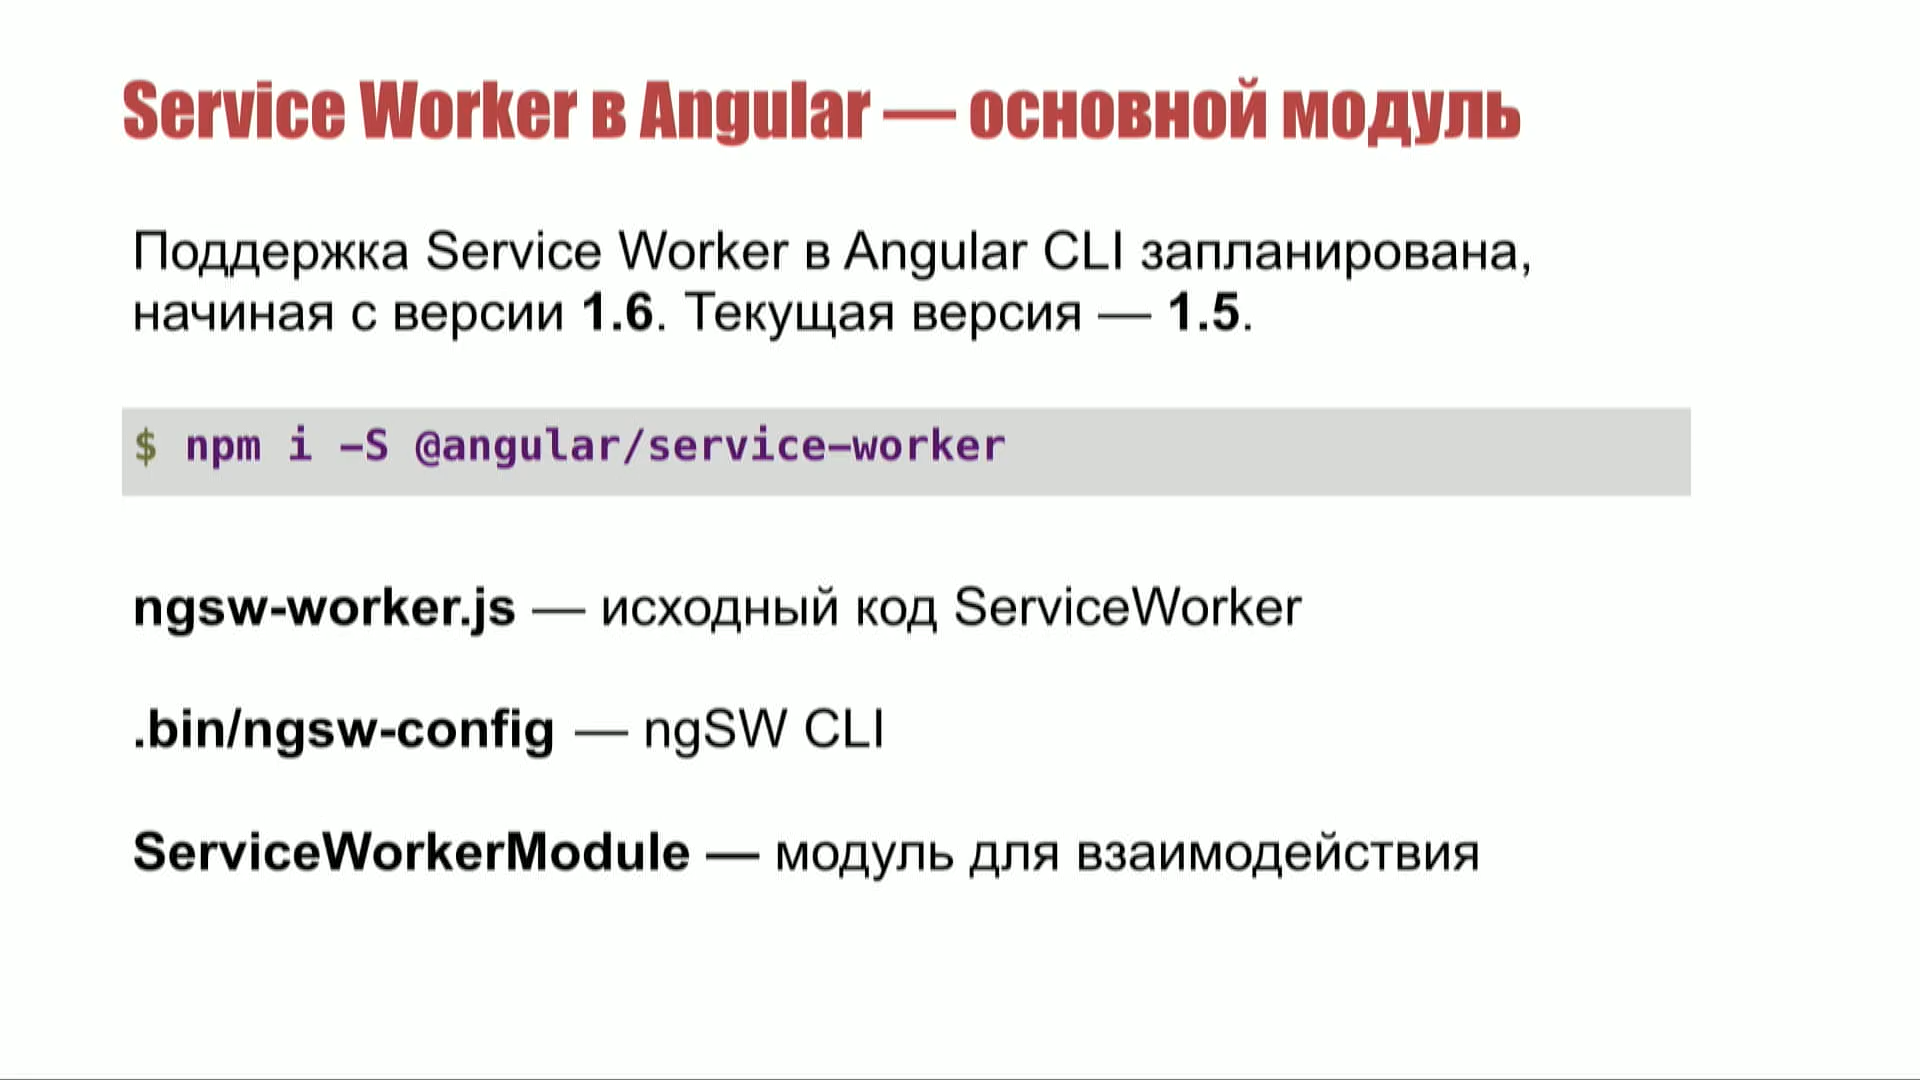 Service Worker в Angular — основной модуль
Поддержка Service Worker в Angular CLI запланирована,
начиная с версии 1.6. Текущая версия — 1.5.
$ npm i -S @angular/service-worker
ngsw-worker.js — исходный код ServiceWorker
.bin/ngsw-config — ngSW CLI
ServiceWorkerModule — модуль для взаимодействия